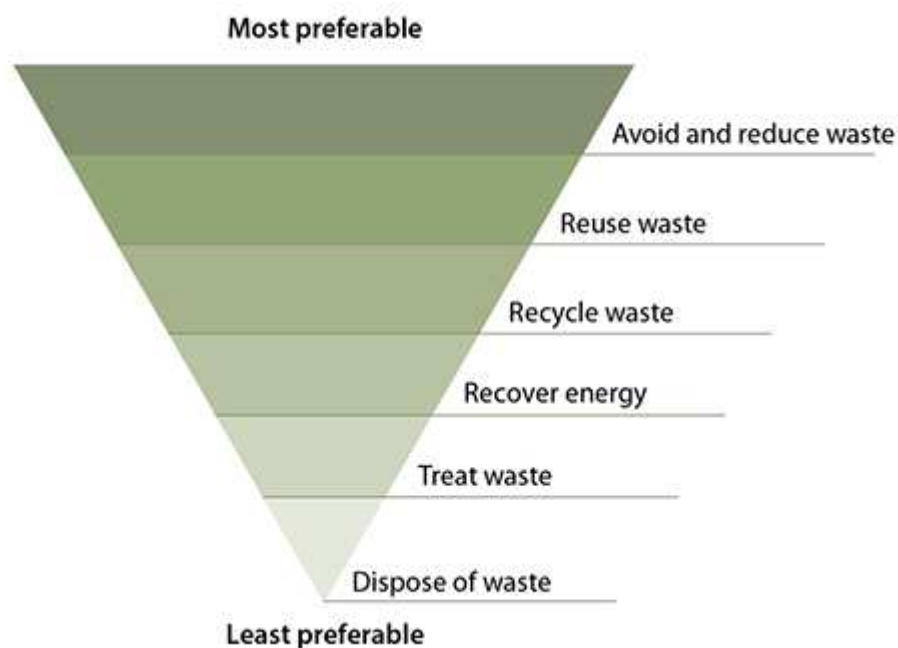 Most preferable
Avoid and reduce waste
Reuse waste
Recycle waste
Recover energy
Treat waste
Dispose of waste
Least preferable